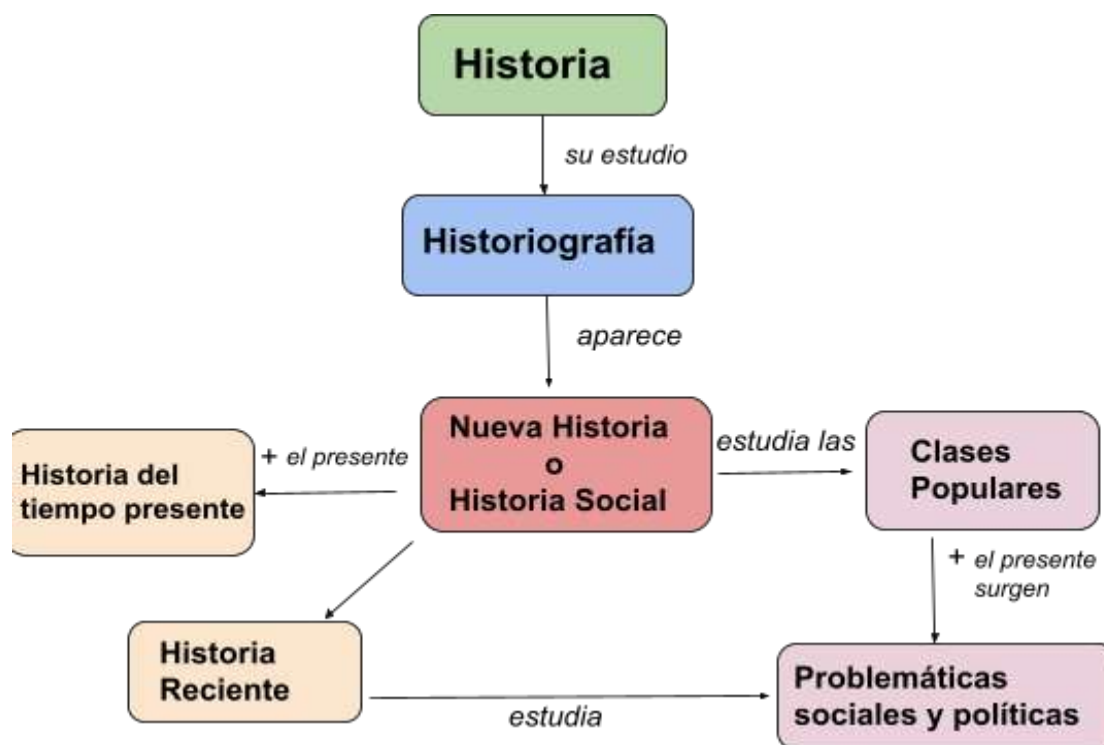 Historia
su estudio
Historiografía
aparece
Nueva Historia
o
Historia Social
+ el presente
Historia del
tiempo presente
estudia las
Clases
Populares
+ el presente
surgen
Historia
Reciente
estudia
Problemáticas
sociales y políticas